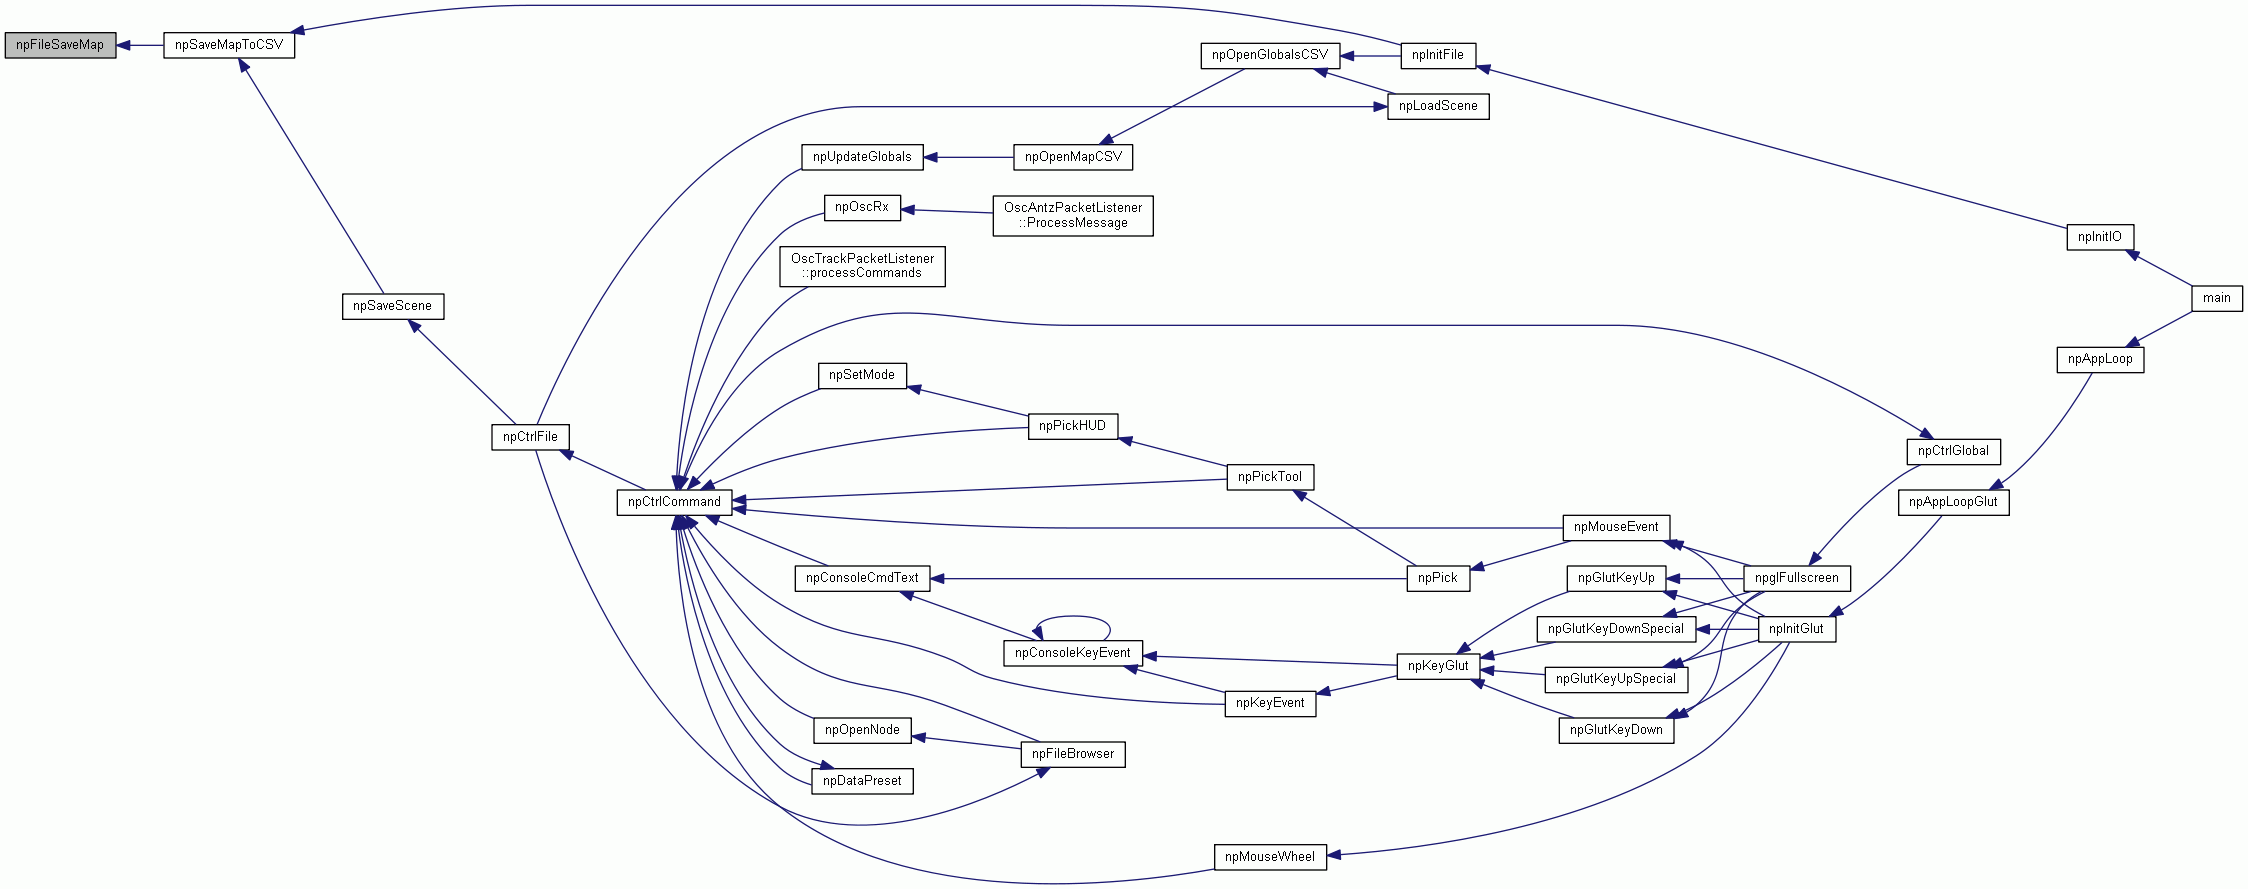 npFileSaveMap
npSaveMapToCSV
npOpenGlobalsCSV
npInitFile
npLoadScene
npUpdateGlobals
npOpenMapCSV
npOscRx
OscAntzPacketListener
::ProcessMessage
npInitIO
OscTrackPacketListener
::processCommands
npSaveScene
main
npAppLoop
npSetMode
npPickHUD
npCtrlFile
npCtrlGlobal
npPickTool
npCtrlCommand
npAppLoopGlut
npMouseEvent
npConsoleCmdText
npPick
npGlutKeyUp
npglFullscreen
npGlutKeyDownSpecial
npInitGlut
npConsoleKeyEvent
npKeyGlut
npGlutKeyUpSpecial
npKeyEvent
npOpenNode
npGlutKeyDown
npFileBrowser
npDataPreset
npMouseWheel